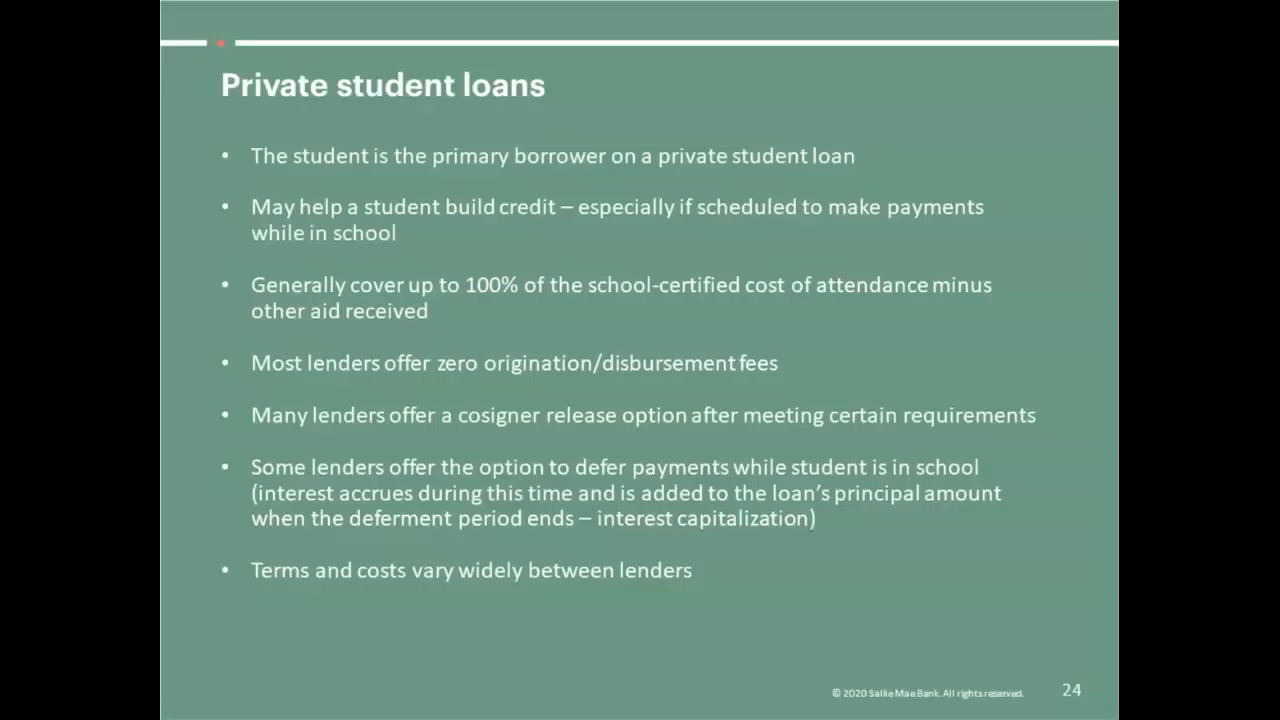 Private student loans
• The student is the primary borrower on a private student loan
• May help a student build credit – especially if scheduled to make payments
while in school
• Generally cover up to 100% of the school-certified cost of attendance minus
other aid received
• Most lenders offer zero origination/disbursement fees
• Many lenders offer a cosigner release option after meeting certain requirements
• Some lenders offer the option to defer payments while student is in school
(interest accrues during this time and is added to the loan’s principal amount
when the deferment period ends – interest capitalization)
• Terms and costs vary widely between lenders
© 2020 Sallie Mae Bank. All rights reserved. 24